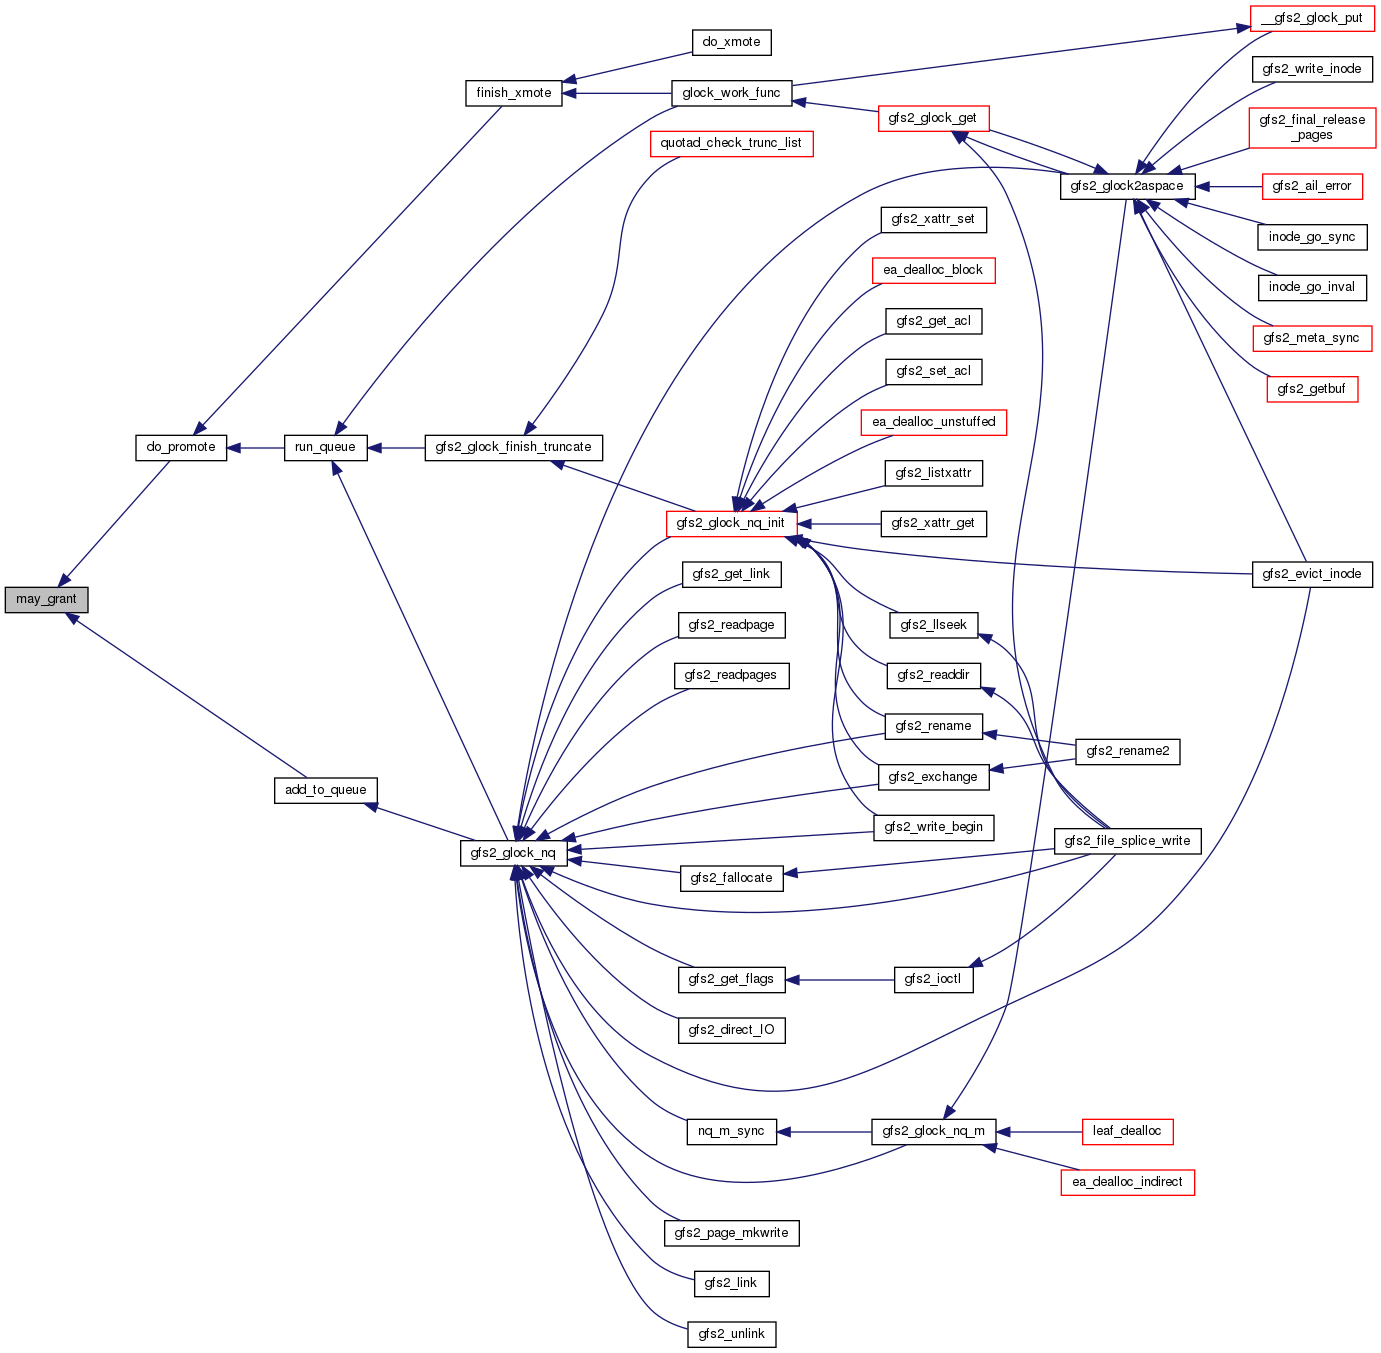 __gfs2_glock_put
do_xmote
gfs2_write_inode
finish_xmote
glock_work_func
gfs2_glock_get
gfs2_final_release
_pages
quotad_check_trunc_list
gfs2_glock2aspace
gfs2_ail_error
gfs2_xattr_set
inode_go_sync
ea_dealloc_block
inode_go_inval
gfs2_get_acl
gfs2_meta_sync
gfs2_set_acl
gfs2_getbuf
ea_dealloc_unstuffed
do_promote
run_queue
gfs2_glock_finish_truncate
gfs2_listxattr
gfs2_glock_nq_init
gfs2_xattr_get
gfs2_get_link
gfs2_evict_inode
may_grant
gfs2_readpage
gfs2_llseek
gfs2_readpages
gfs2_readdir
gfs2_rename
gfs2_rename2
gfs2_exchange
add_to_queue
gfs2_write_begin
gfs2_file_splice_write
gfs2_glock_nq
gfs2_fallocate
gfs2_get_flags
gfs2_ioctl
gfs2_direct_IO
nq_m_sync
gfs2_glock_nq_m
leaf_dealloc
ea_dealloc_indirect
gfs2_page_mkwrite
gfs2_link
gfs2_unlink